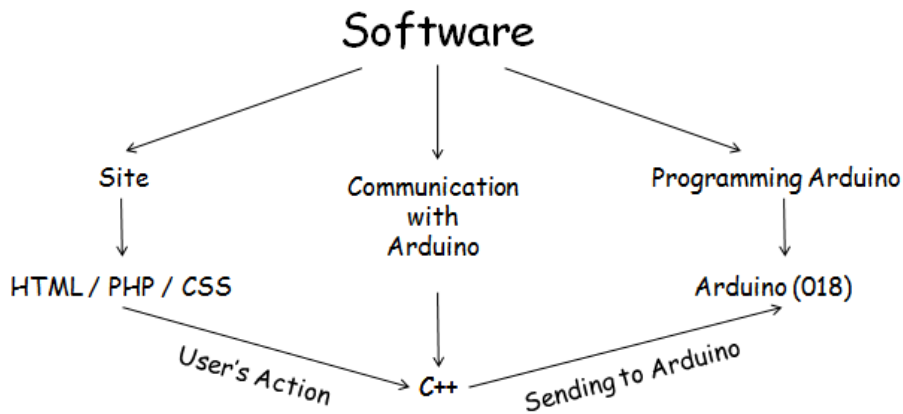 Software
Site
Communication
with
Arduino
Programming Arduino
HTML / PHP / CSS
Arduino (018)
User's Action
C++
Sending to Arduino